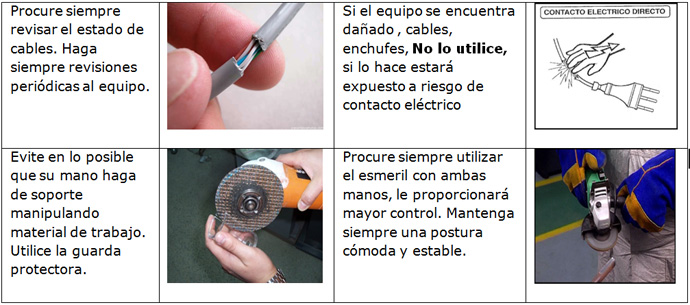 Procure siempre
revisar el estado de
cables. Haga
siempre revisiones
periódicas al equipo.
Si el equipo se encuentra
dañado , cables,
enchufes, No lo utilice,
si lo hace estará
expuesto a riesgo de
contacto eléctrico
CONTACTO ELECTRICO DIRECTO
Evite en lo posible
que su mano haga
de soporte
manipulando
material de trabajo.
Utilice la guarda
protectora.
Procure siempre utilizar
el esmeril con ambas
manos, le proporcionará
mayor control. Mantenga
siempre una postura
cómoda y estable.